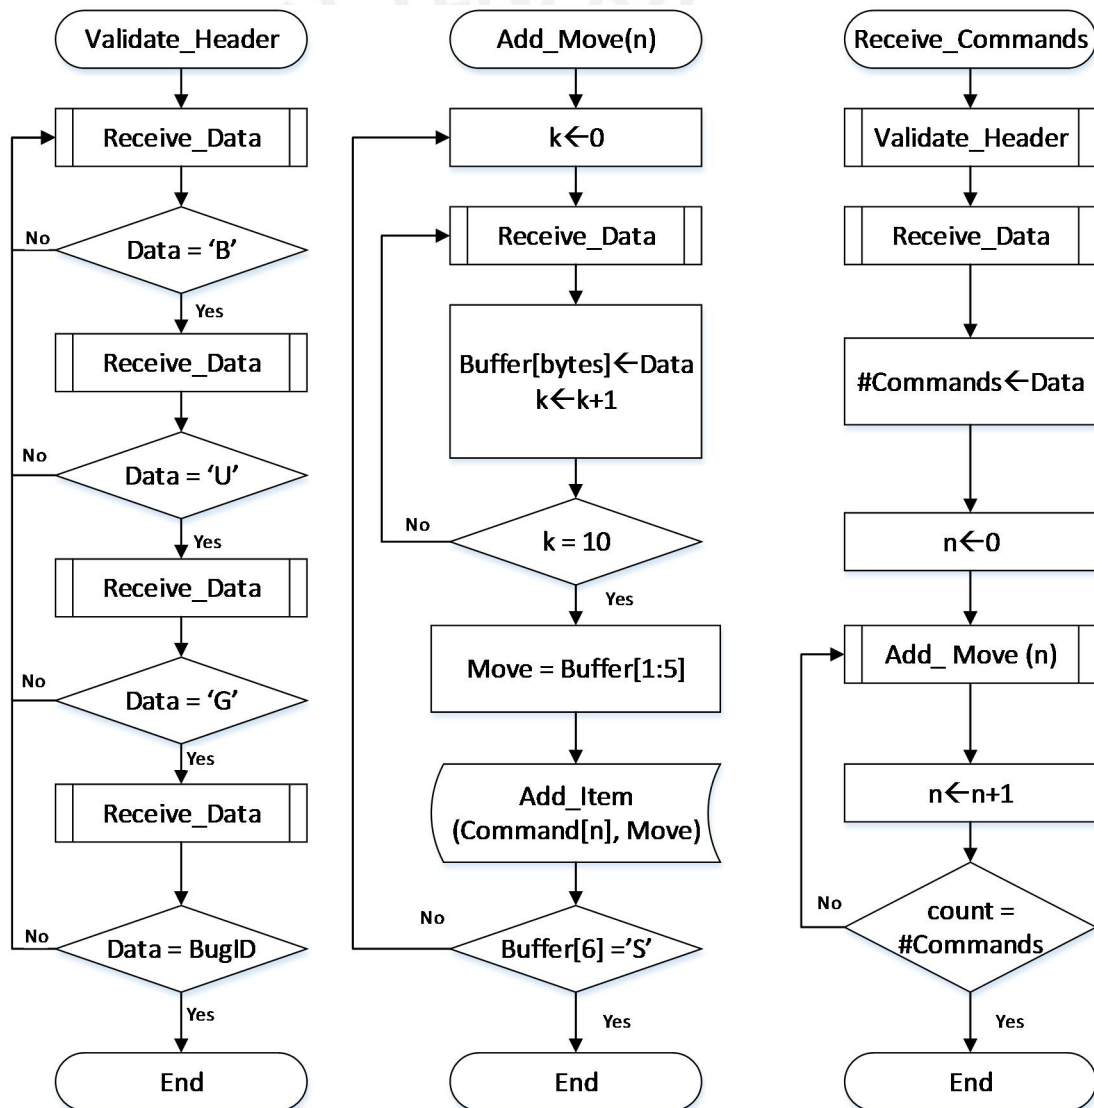 Validate_Header
Receive_Data
No
Data = ‘B’
Yes
Receive_Data
No
Data = ‘U’
Yes
Receive_Data
No
Data = ‘G’
Yes
Receive_Data
No
Data = BugID
Yes
End
Add_Move(n)
k←0
Receive_Data
Buffer[bytes]←Data
k←k+1
No
k = 10
Yes
Move = Buffer[1:5]
Add_Item
(Command[n], Move)
No
Buffer[6] =’S’
Yes
End
Receive_Commands
Validate_Header
Receive_Data
#Commands←Data
n←0
Add_ Move (n)
n←n+1
No
count =
#Commands
Yes
End